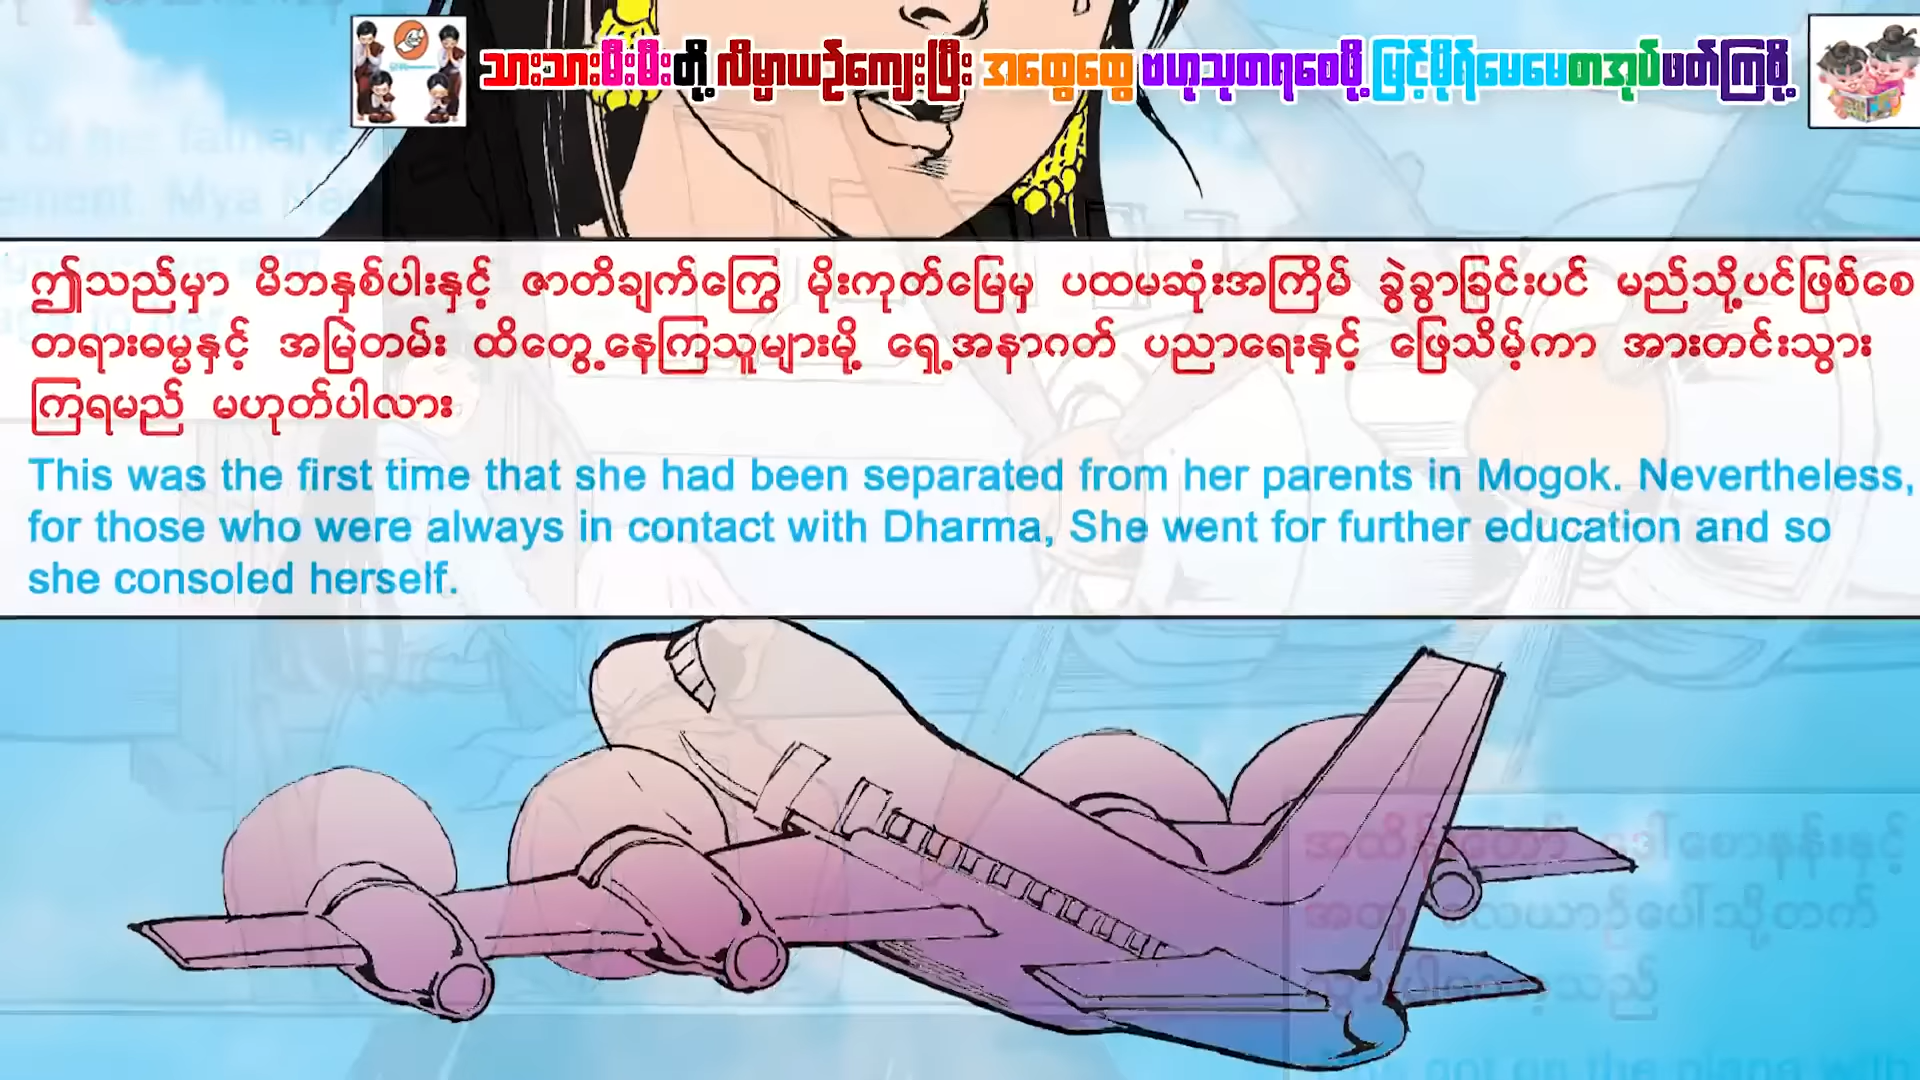 သားသားမီးမီးတို့ လိမ္မာယဉ်ကျေးပြီး အထွေထွေ ဗဟုသုတရစေဖို့ မြင့်မိုရ်မေမေစာအုပ်ဖတ်ကြစို့
ဤသည်မှာ မိဘနှစ်ပါးနှင့် ဇာတိချက်ကြွေ မိုးကုတ်မြေမှ ပထမဆုံးအကြိမ် ခွဲခွာခြင်းပင် မည်သို့ပင်ဖြစ်စေ
တရားဓမ္မနှင့် အမြဲတမ်း ထိတွေ့နေကြသူများမို့ ရှေ့အနာဂတ် ပညာရေးနှင့် ဖြေသိမ့်ကာ အားတင်းသွား
ကြရမည် မဟုတ်ပါလား
This was the first time that she had been separated from her parents in Mogok. Nevertheless,
for those who were always in contact with Dharma, She went for further education and so
she consoled herself.